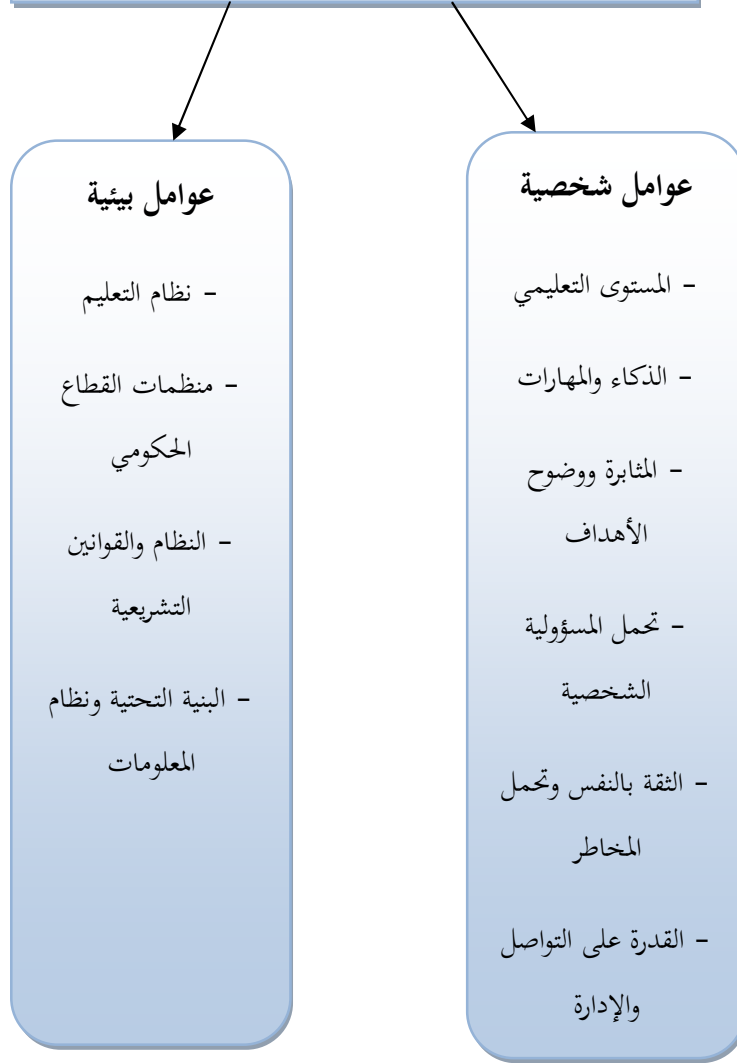 عوامل شخصية
- المستوى التعليمي
- الذكاء والمهارات
- المثابرة ووضوح
الأهداف
- تحمل المسؤولية
الشخصية
- الثقة بالنفس وتحمل
المخاطر
- القدرة على التواصل
والإدارة
عوامل بيئية
- نظام التعليم
- منظمات القطاع
الحكومي
- النظام والقوانين
التشريعية
- البنية التحتية ونظام
المعلومات